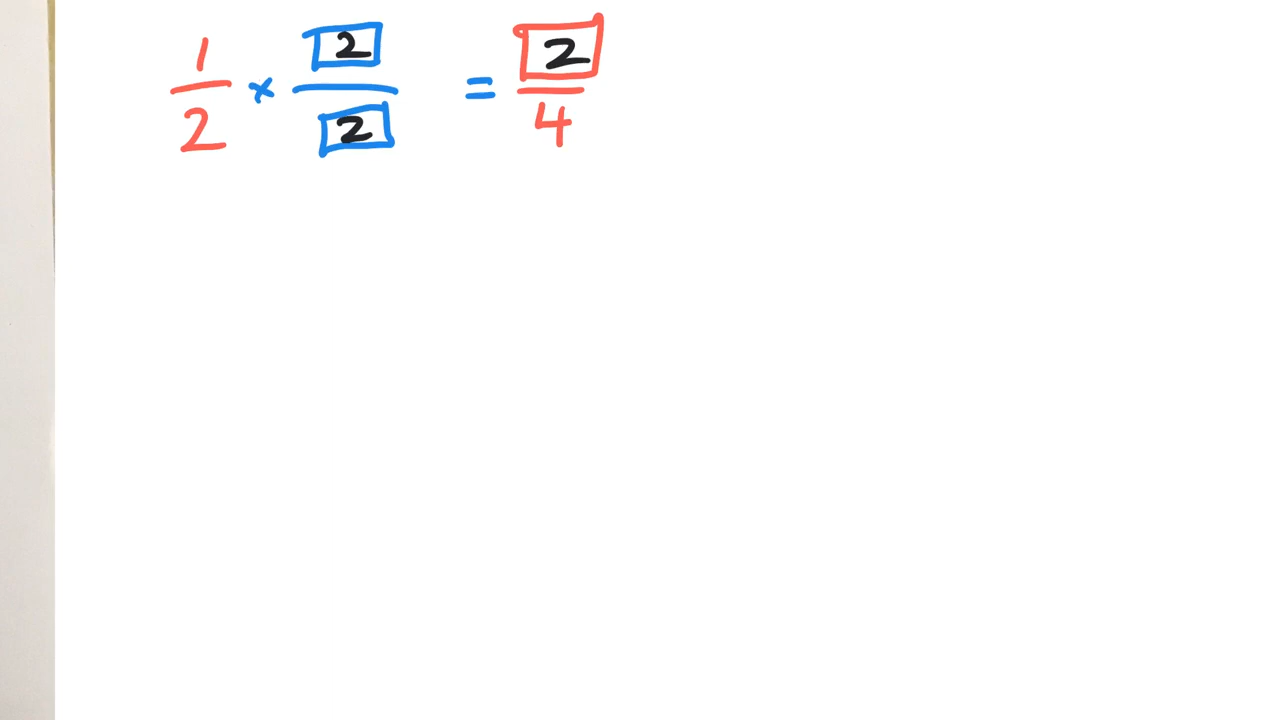 1/2 × 2/2 = 2/4